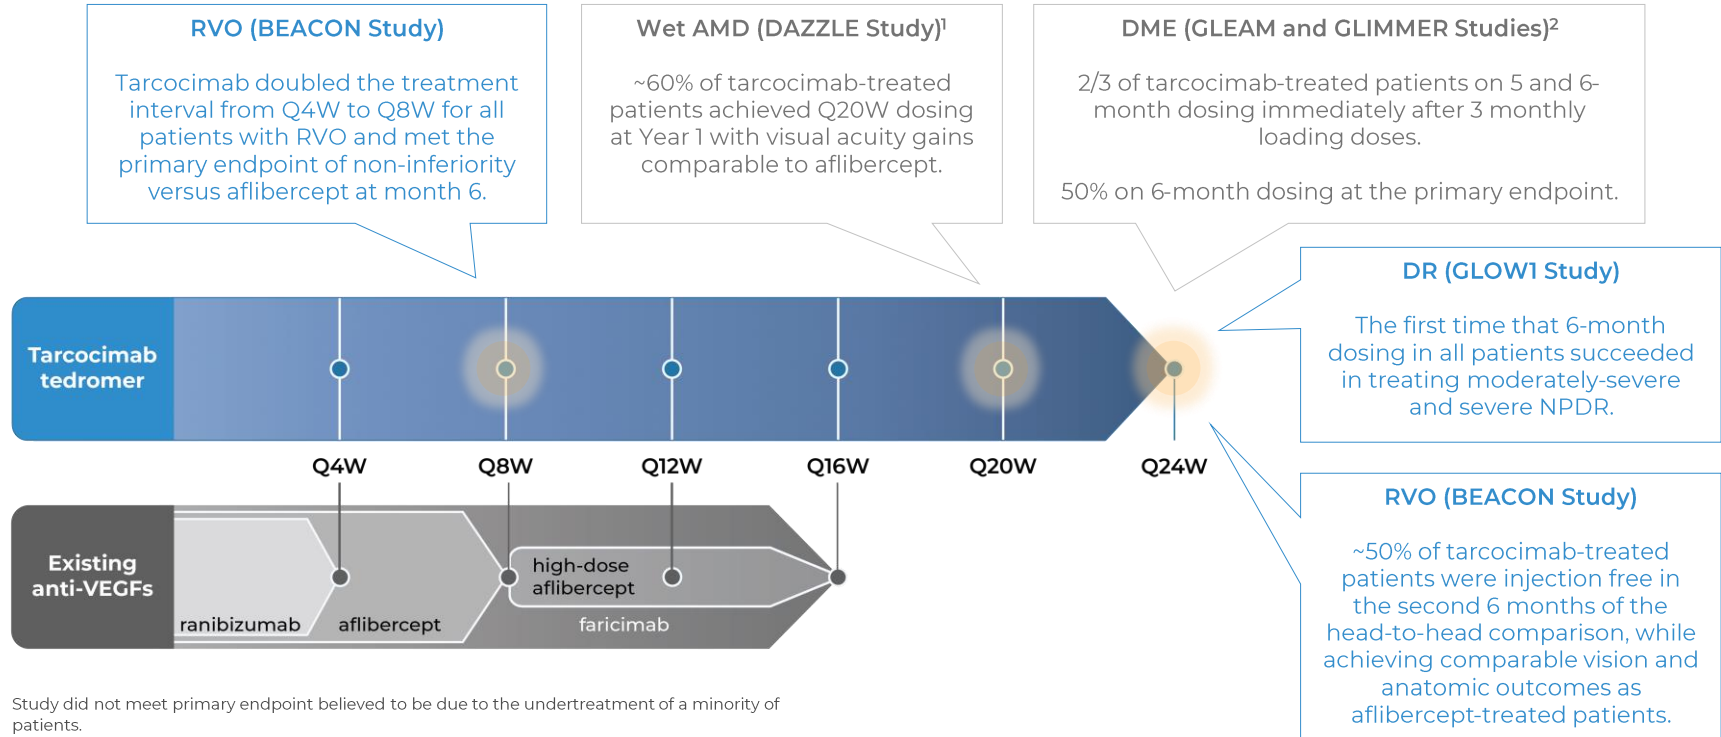 RVO (BEACON Study)
Tarcocimab doubled the treatment
interval from Q4W to Q8W for all
patients with RVO and met the
primary endpoint of non-inferiority
versus aflibercept at month 6.
Wet AMD (DAZZLE Study)¹
~60% of tarcocimab-treated
patients achieved Q20W dosing
at Year 1 with visual acuity gains
comparable to aflibercept.
DME (GLEAM and GLIMMER Studies)²
2/3 of tarcocimab-treated patients on 5 and 6-
month dosing immediately after 3 monthly
loading doses.
50% on 6-month dosing at the primary endpoint.
DR (GLOW1 Study)
The first time that 6-month
dosing in all patients succeeded
in treating moderately-severe
and severe NPDR.
Tarcocimab
tedromer
Q4W
Q8W
Q12W
Q16W
Q20W
Q24W
RVO (BEACON Study)
~50% of tarcocimab-treated
patients were injection free in
the second 6 months of the
head-to-head comparison, while
achieving comparable vision and
anatomic outcomes as
aflibercept-treated patients.
Existing
anti-VEGFs
ranibizumab
aflibercept
high-dose
aflibercept
faricimab
Study did not meet primary endpoint believed to be due to the undertreatment of a minority of
patients.